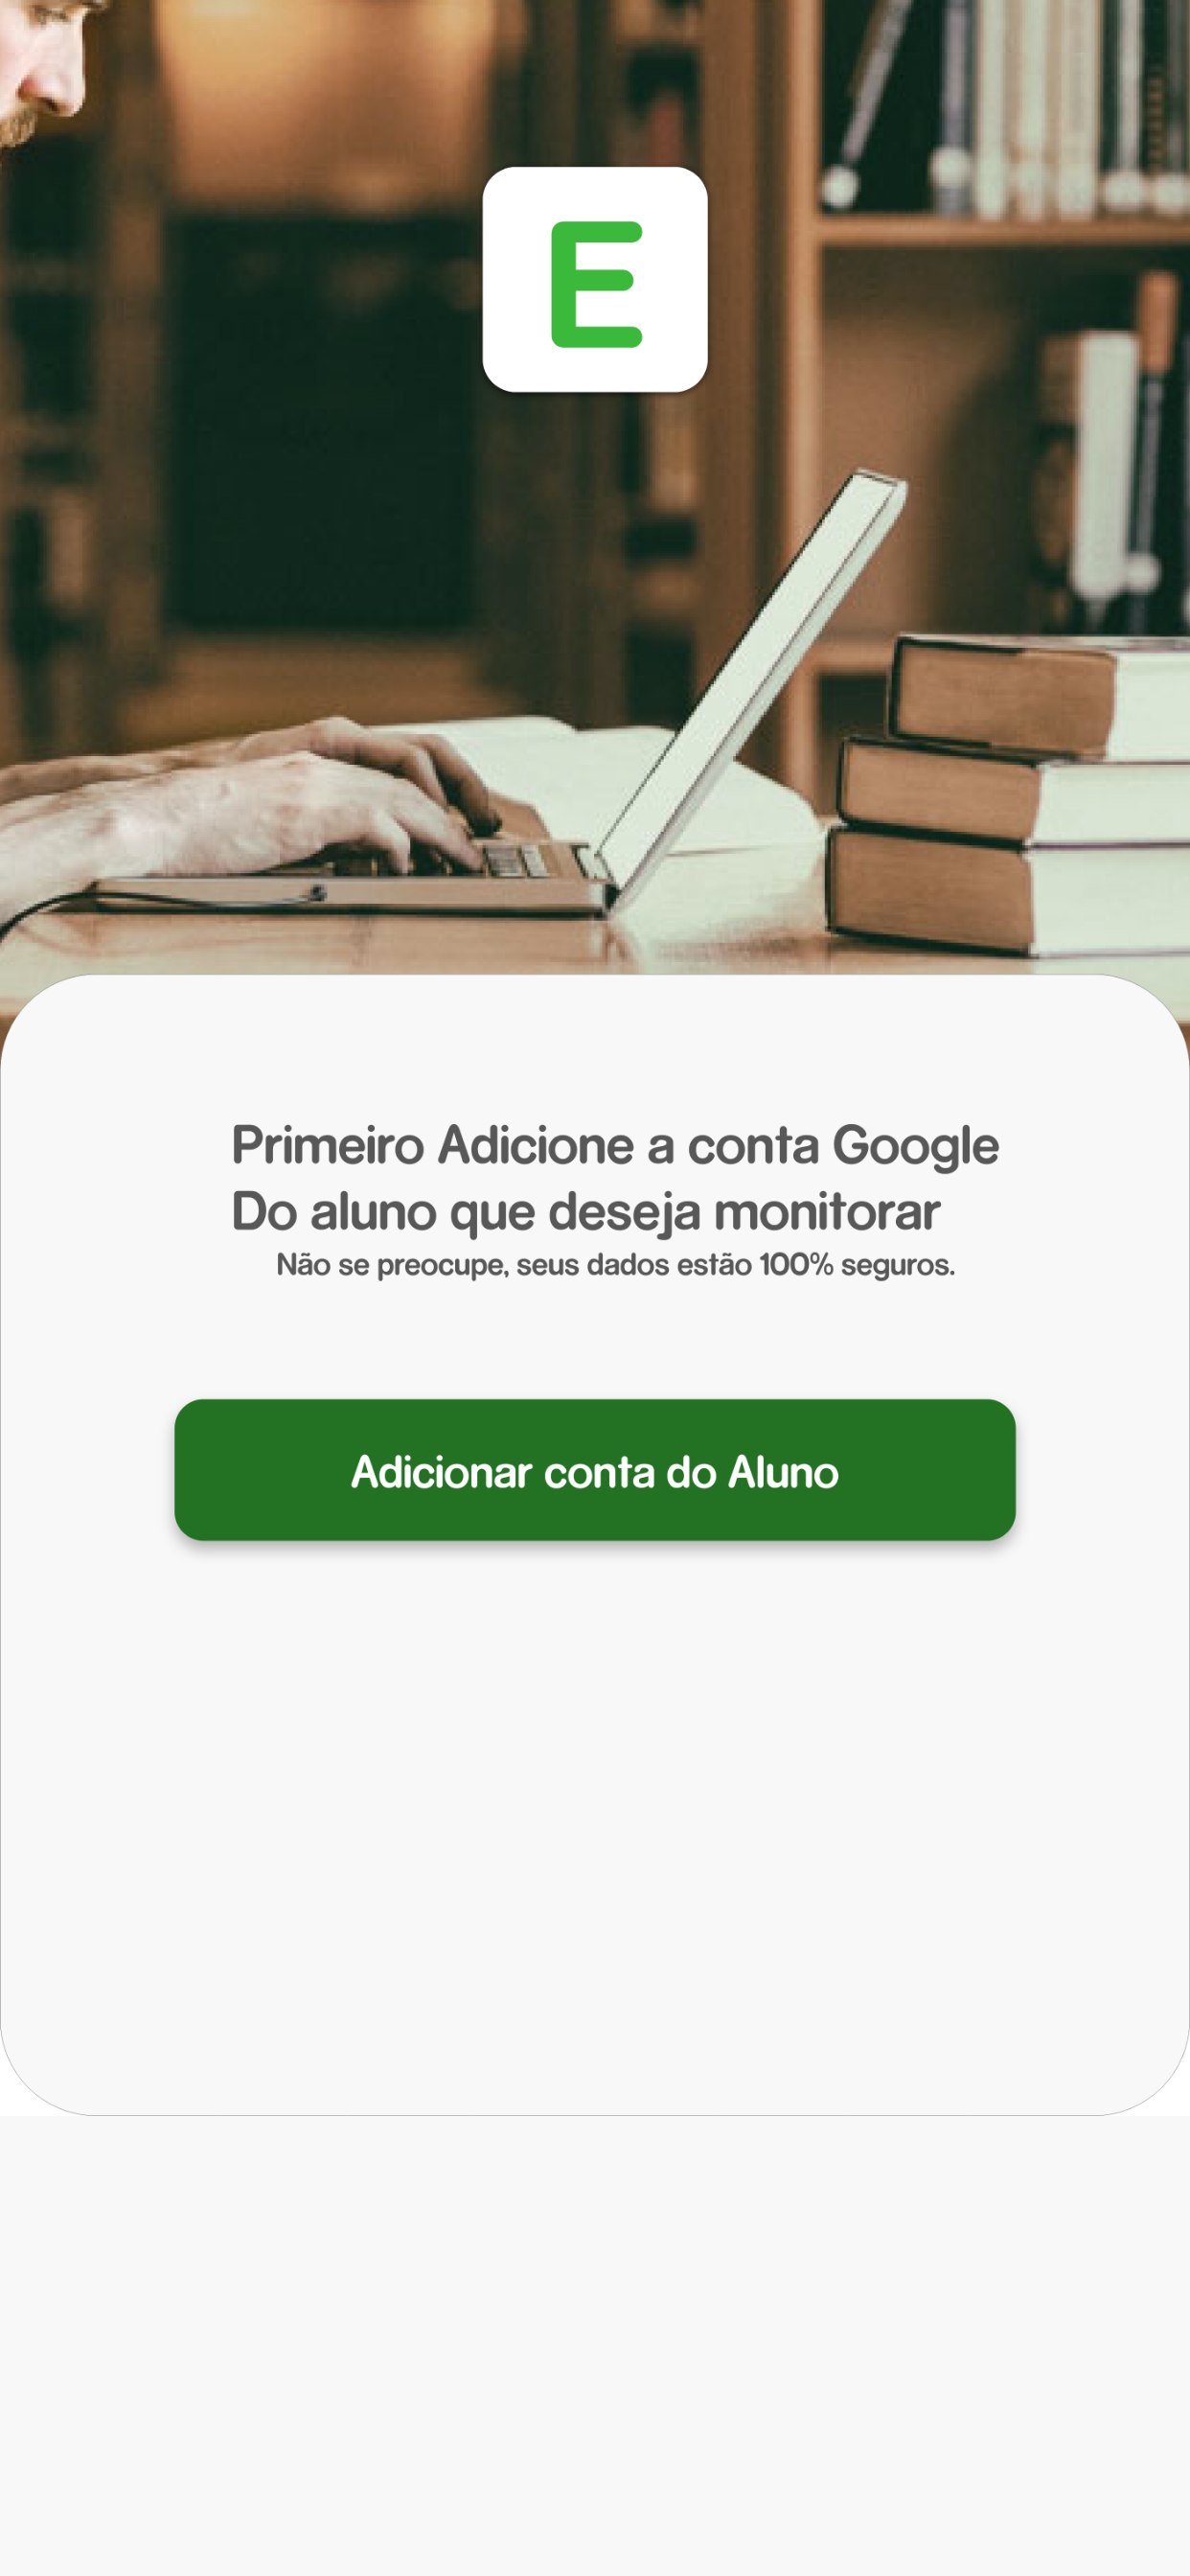 E
Primeiro Adicione a conta Google
Do aluno que deseja monitorar
Não se preocupe, seus dados estão 100% seguros.
Adicionar conta do Aluno